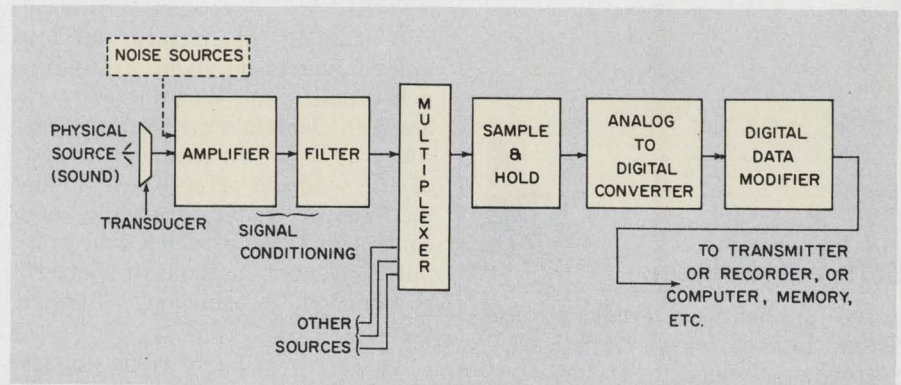 NOISE SOURCES
PHYSICAL
SOURCE
(SOUND)
TRANSDUCER
AMPLIFIER
FILTER
SIGNAL
CONDITIONING
MULTIPLEXER
OTHER
SOURCES
SAMPLE
&
HOLD
ANALOG
TO
DIGITAL
CONVERTER
DIGITAL
DATA
MODIFIER
TO TRANSMITTER
OR RECORDER, OR
COMPUTER, MEMORY,
ETC.